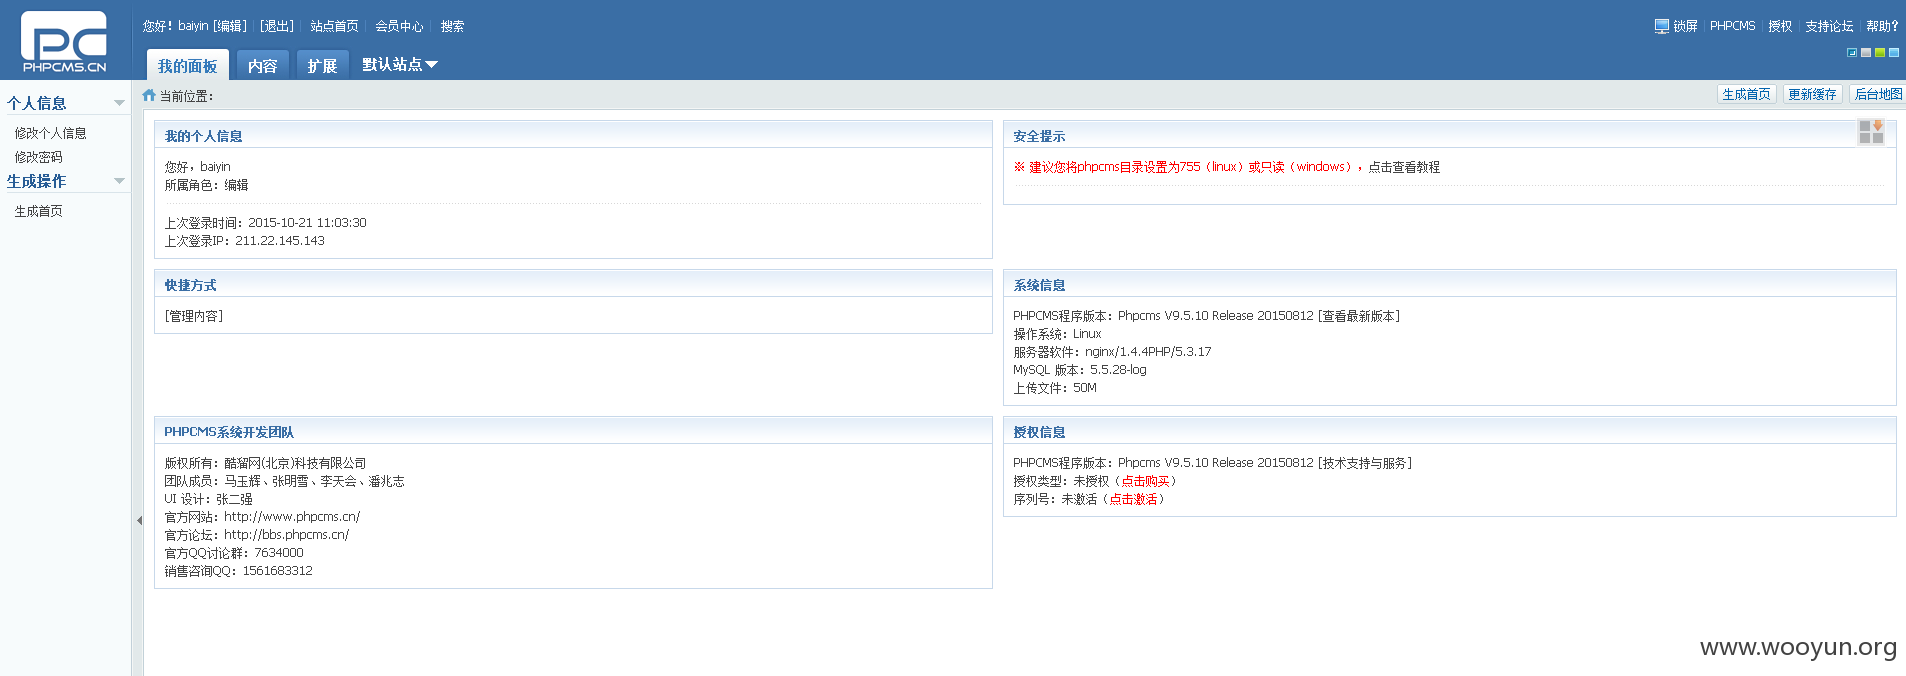 PHPCMS.CN
您好！baiyin [编辑] [退出] 站点首页 会员中心 搜索
锁屏 PHPCMS 授权 支持论坛 帮助?
我的面板 内容 扩展 默认站点
个人信息
修改个人信息
修改密码
生成操作
生成首页
当前位置：
生成首页 更新缓存 后台地图
我的个人信息
您好，baiyin
所属角色：编辑
上次登录时间：2015-10-21 11:03:30
上次登录IP：211.22.145.143
安全提示
※ 建议您将phpcms目录设置为755（linux）或只读（windows），点击查看教程
快捷方式
[管理内容]
系统信息
PHPCMS程序版本：Phpcms V9.5.10 Release 20150812 [查看最新版本]
操作系统：Linux
服务器软件：nginx/1.4.4PHP/5.3.17
MySQL 版本：5.5.28-log
上传文件：50M
PHPCMS系统开发团队
版权所有：酷溜网(北京)科技有限公司
团队成员：马玉辉、张明雪、李天会、潘兆志
UI 设计：张二强
官方网站：http://www.phpcms.cn/
官方论坛：http://bbs.phpcms.cn/
官方QQ讨论群：7634000
销售咨询QQ：1561683312
授权信息
PHPCMS程序版本：Phpcms V9.5.10 Release 20150812 [技术支持与服务]
授权类型：未授权（点击购买）
序列号：未激活（点击激活）
www.wooyun.org